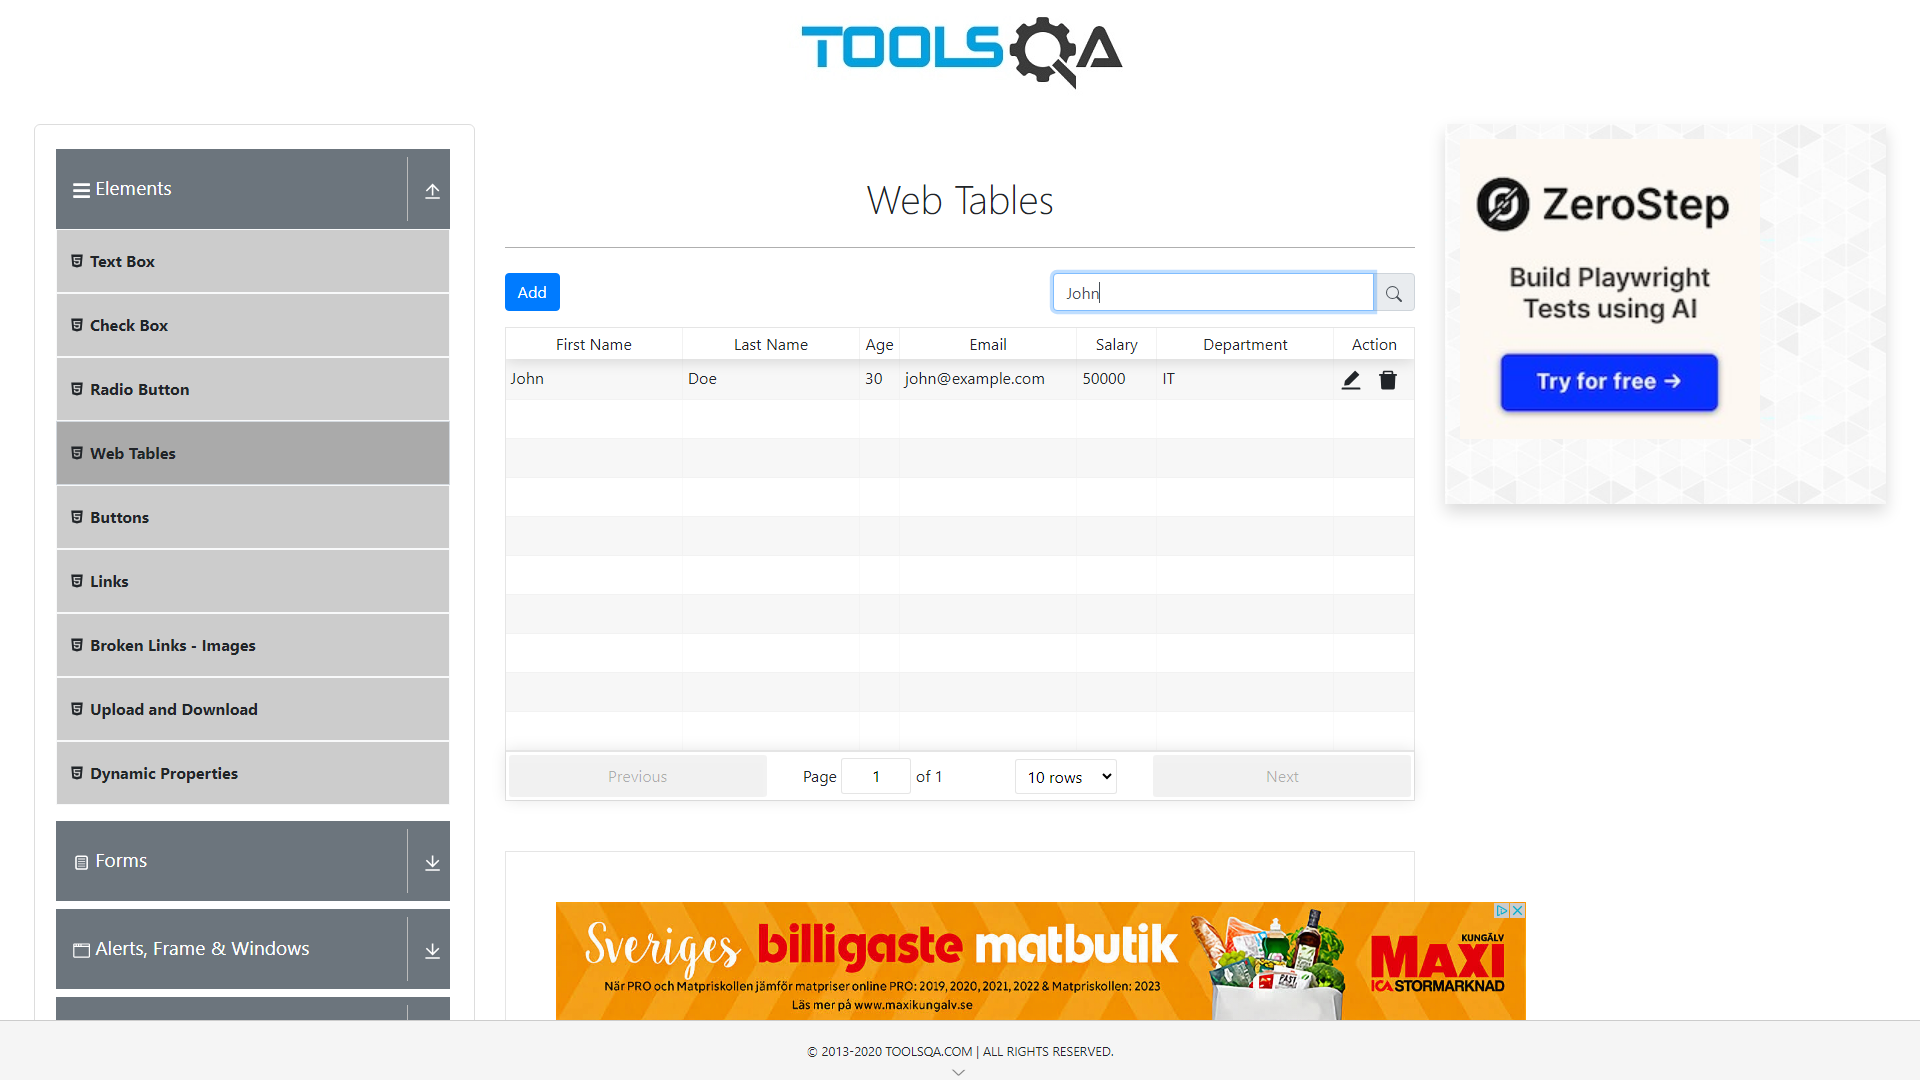 TOOLSQA
Elements
Text Box
Check Box
Radio Button
Web Tables
Buttons
Links
Broken Links - Images
Upload and Download
Dynamic Properties
Forms
Alerts, Frame & Windows
Web Tables
Add
John
First Name Last Name Age Email Salary Department Action
John Doe 30 john@example.com 50000 IT
Previous Page 1 of 1 10 rows Next
ZeroStep
Build Playwright
Tests using AI
Try for free →
Sveriges billigaste matbutik
När PRO och Matpriskollen jämför matpriser online PRO: 2019, 2020, 2021, 2022 & Matpriskollen: 2023
Läs mer på www.maxikungalv.se
KUNGÄLV
MAXI
ICA STORMARKNAD
© 2013-2020 TOOLSQA.COM | ALL RIGHTS RESERVED.